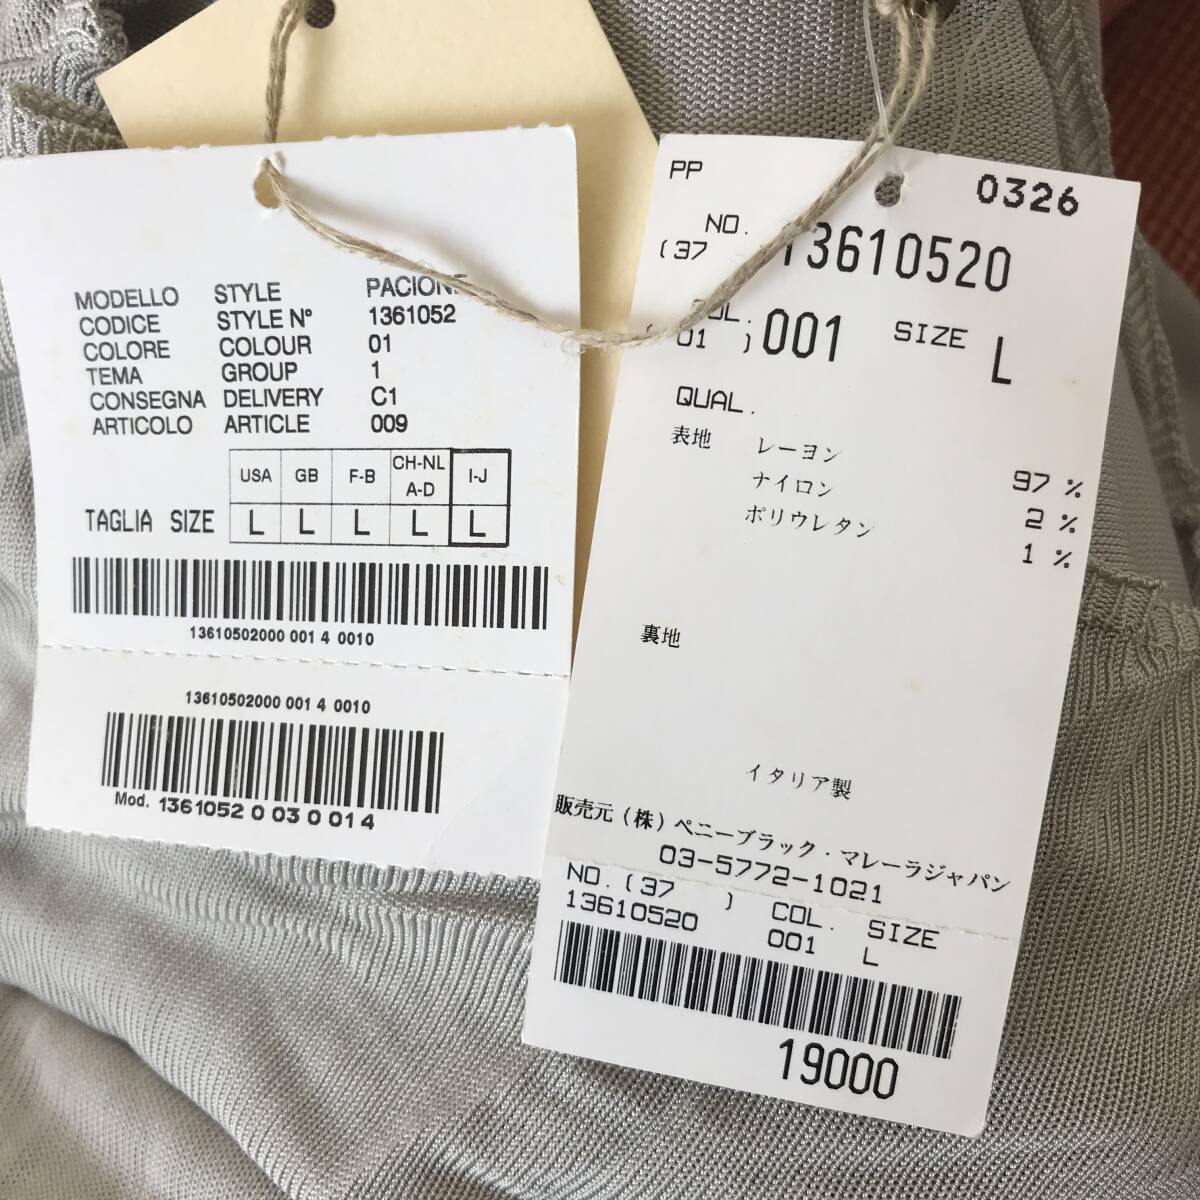 MODELLO STYLE
CODICE STYLE N° 1361052
COLORE COLOUR 01
TEMA GROUP 1
CONSEGNA DELIVERY C1
ARTICOLO ARTICLE 009
USA GB F-B CH-NL A-D I-J
TAGLIA SIZE L L L L L
13610502000 001 4 0010
13610502000 001 4 0010
Mod. 1361052 0 03 0 01 4
PP 0326
NO.
(37 13610520
01 ) 001 SIZE L
QUAL.
表地 レーヨン 97 %
ナイロン 2 %
ポリウレタン 1 %
裏地
イタリア製
販売元(株)ペニーブラック・マレーラジャパン
03-5772-1021
NO. (37 ) COL. SIZE
13610520 001 L
19000